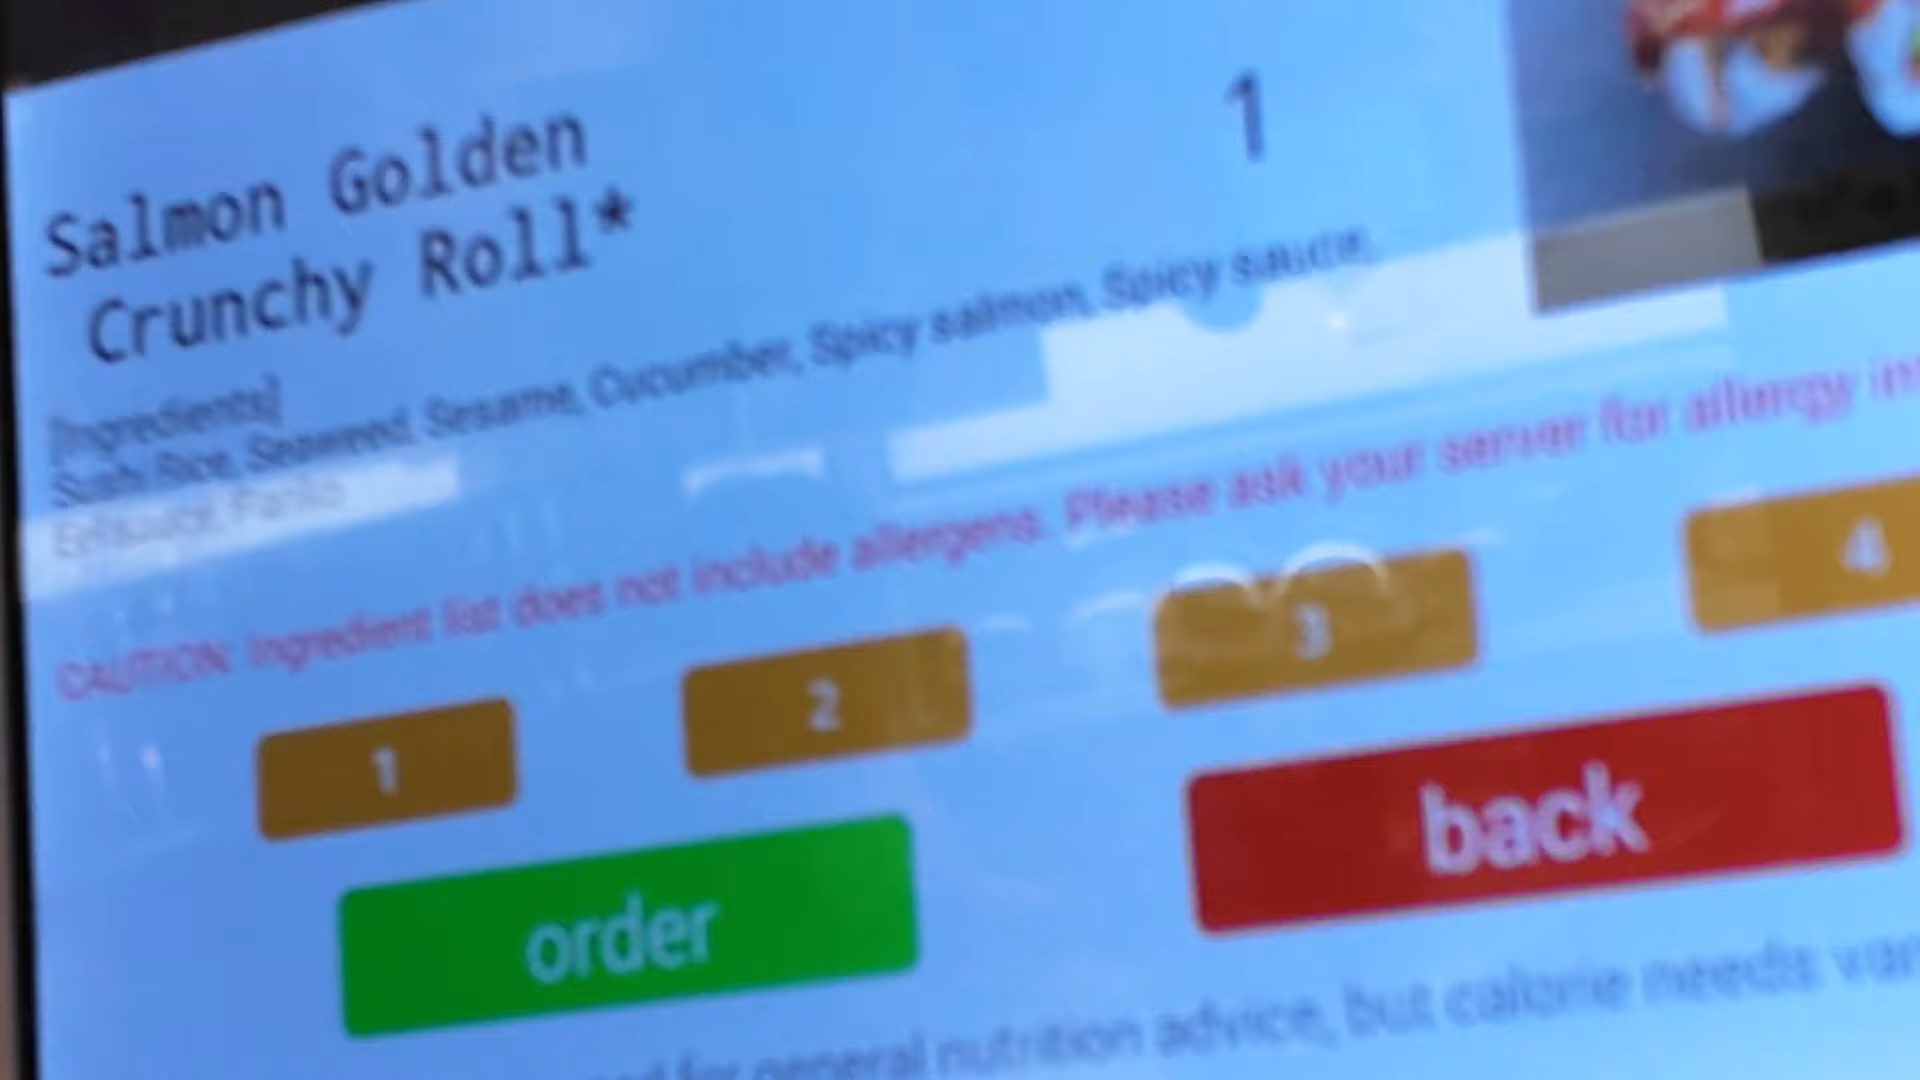 Salmon Golden
Crunchy Roll*
1
[Ingredients]
Sushi Rice, Seaweed, Sesame, Cucumber, Spicy salmon, Spicy sauce,
Panko
CAUTION: Ingredient list does not include allergens. Please ask your server for allergy
1
2
3
4
order
back
for general nutrition advice, but calorie needs